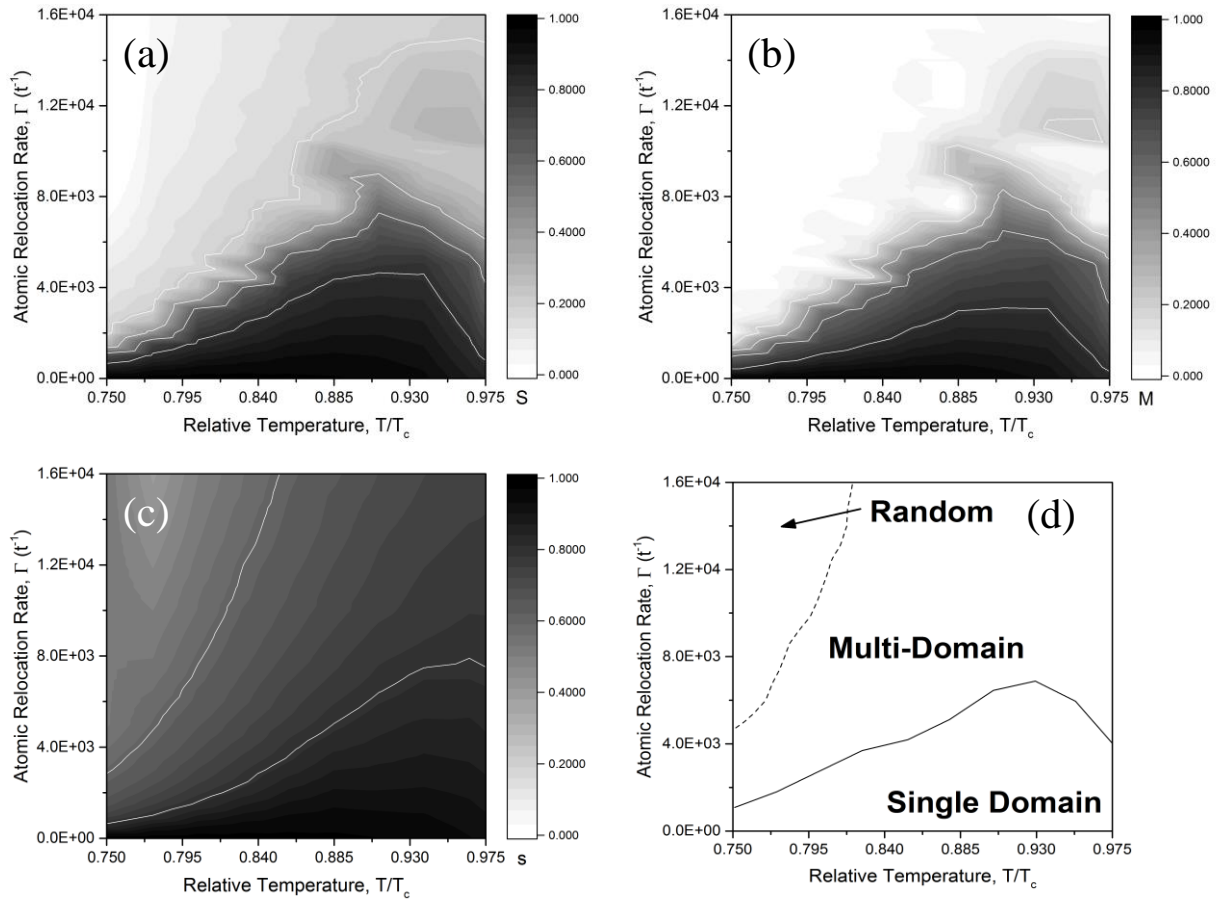 (a)
Atomic Relocation Rate, Γ (t⁻¹)
1.6E+04
1.2E+04
8.0E+03
4.0E+03
0.0E+00
0.750 0.795 0.840 0.885 0.930 0.975
Relative Temperature, T/Tc
1.000
0.8000
0.6000
0.4000
0.2000
0.000
S
(b)
Atomic Relocation Rate, Γ (t⁻¹)
1.6E+04
1.2E+04
8.0E+03
4.0E+03
0.0E+00
0.750 0.795 0.840 0.885 0.930 0.975
Relative Temperature, T/Tc
1.000
0.8000
0.6000
0.4000
0.2000
0.000
M
(c)
Atomic Relocation Rate, Γ (t⁻¹)
1.6E+04
1.2E+04
8.0E+03
4.0E+03
0.0E+00
0.750 0.795 0.840 0.885 0.930 0.975
Relative Temperature, T/Tc
1.000
0.8000
0.6000
0.4000
0.2000
0.000
s
(d)
Atomic Relocation Rate, Γ (t⁻¹)
1.6E+04
1.2E+04
8.0E+03
4.0E+03
0.0E+00
Random
Multi-Domain
Single Domain
0.750 0.795 0.840 0.885 0.930 0.975
Relative Temperature, T/Tc